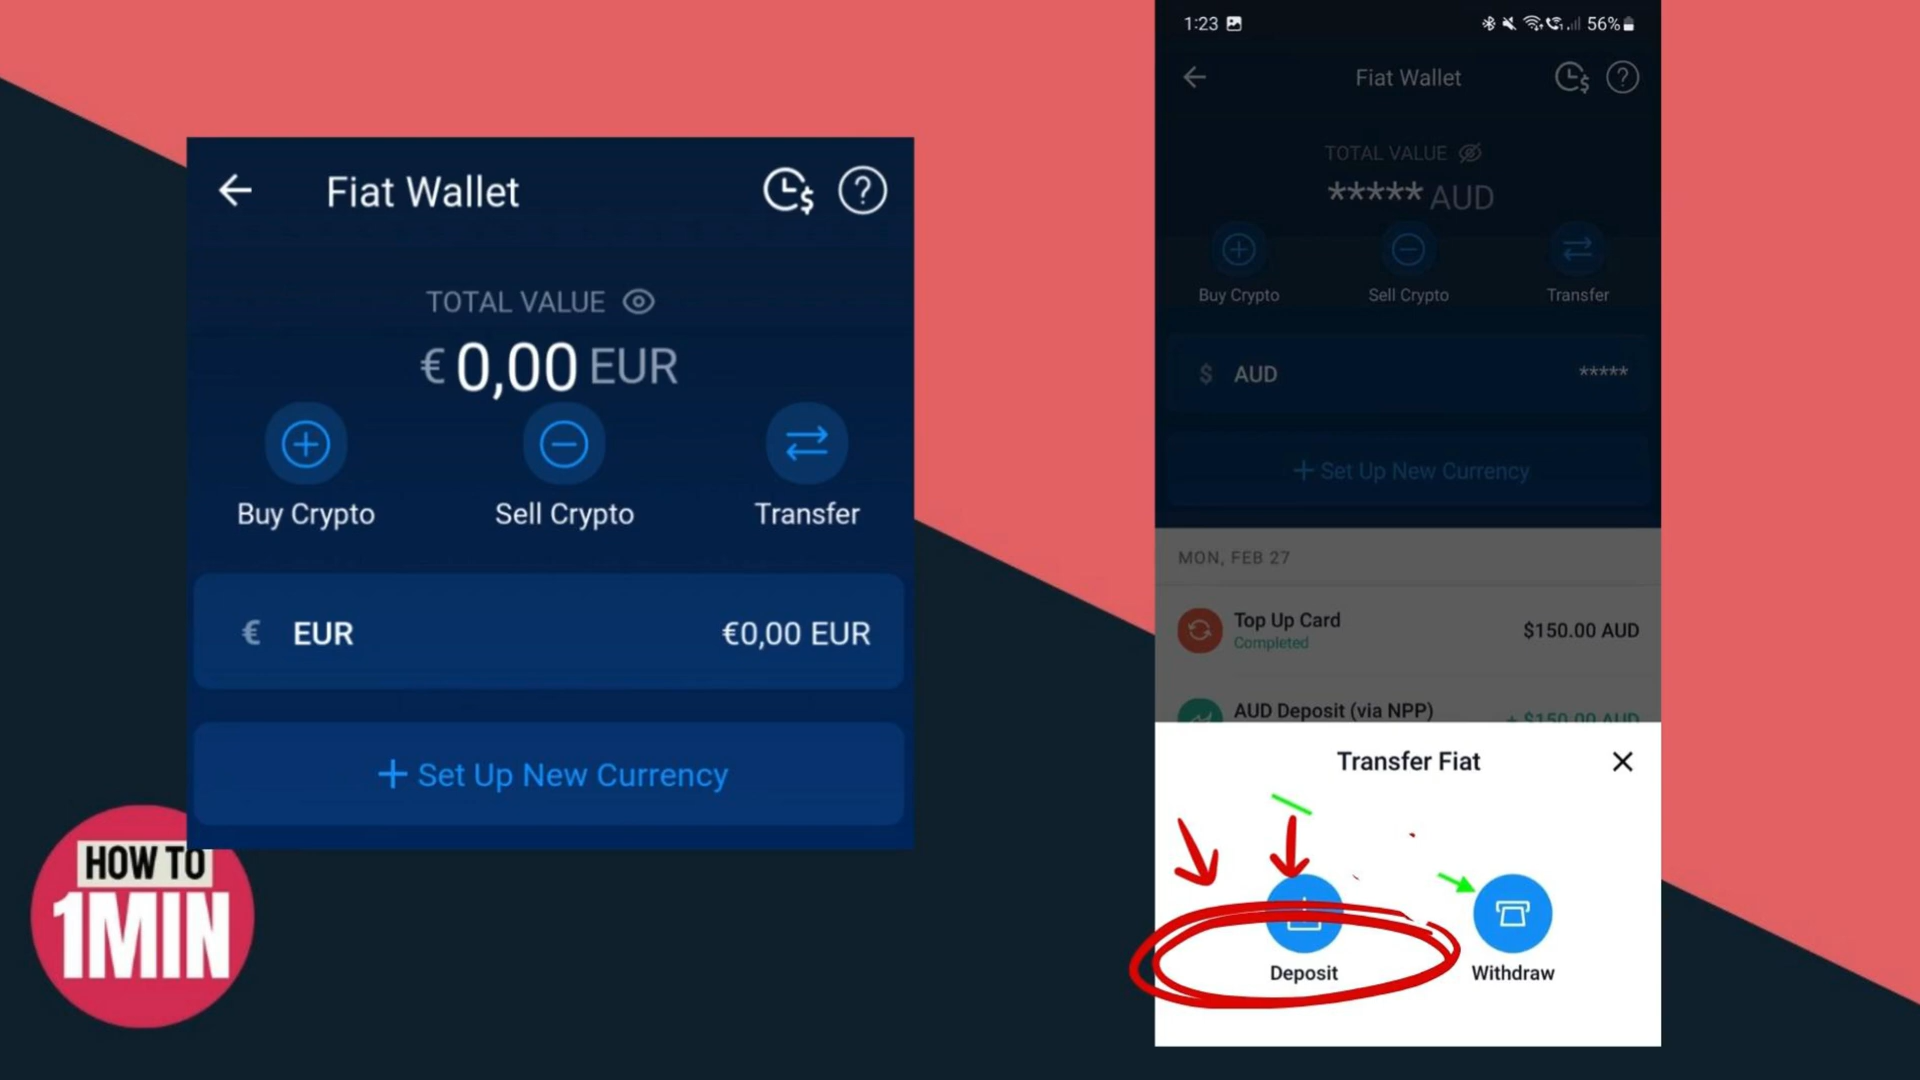 Fiat Wallet
TOTAL VALUE
€ 0,00 EUR
Buy Crypto
Sell Crypto
Transfer
€ EUR
€0,00 EUR
+ Set Up New Currency
HOW TO
1MIN
1:23
56%
Fiat Wallet
TOTAL VALUE
***** AUD
Buy Crypto
Sell Crypto
Transfer
$ AUD
*****
+ Set Up New Currency
MON, FEB 27
Top Up Card
$150.00 AUD
Completed
AUD Deposit (via NPP)
+ $150.00 AUD
Transfer Fiat
Deposit
Withdraw